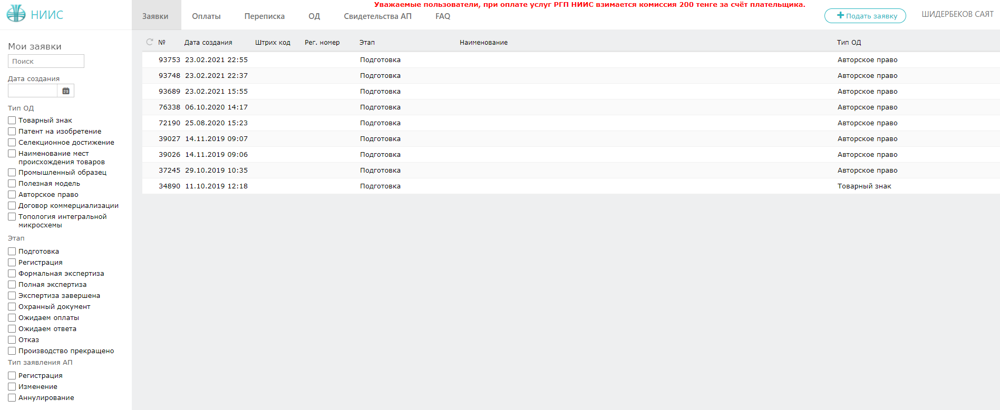 Уважаемые пользователи, при оплате услуг РГП НИИС взимается комиссия 200 тенге за счёт плательщика.
НИИС
Заявки Оплаты Переписка ОД Свидетельства АП FAQ
Подать заявку
ШИДЕРБЕКОВ САЯТ
Мои заявки
Поиск
Дата создания
29
Тип ОД
Товарный знак
Патент на изобретение
Селекционное достижение
Наименование мест
происхождения товаров
Промышленный образец
Полезная модель
Авторское право
Договор коммерциализации
Топология интегральной
микросхемы
Этап
Подготовка
Регистрация
Формальная экспертиза
Полная экспертиза
Экспертиза завершена
Охранный документ
Ожидаем оплаты
Ожидаем ответа
Отказ
Производство прекращено
Тип заявления АП
Регистрация
Изменение
Аннулирование
№ Дата создания Штрих код Рег. номер Этап Наименование Тип ОД
93753 23.02.2021 22:55 Подготовка Авторское право
93748 23.02.2021 22:37 Подготовка Авторское право
93689 23.02.2021 15:55 Подготовка Авторское право
76338 06.10.2020 14:17 Подготовка Авторское право
72190 25.08.2020 15:23 Подготовка Авторское право
39027 14.11.2019 09:07 Подготовка Авторское право
39026 14.11.2019 09:06 Подготовка Авторское право
37245 29.10.2019 10:35 Подготовка Авторское право
34890 11.10.2019 12:18 Подготовка Товарный знак